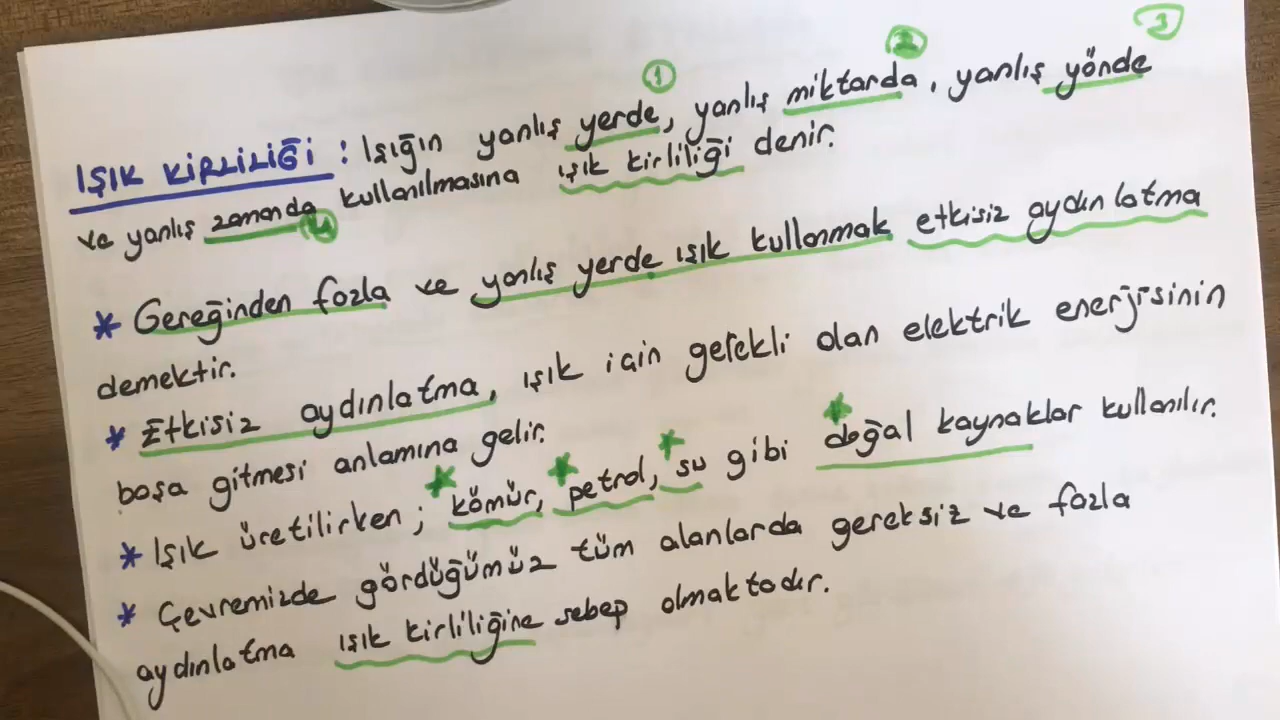 IŞIK KİRLİLİĞİ : Işığın yanlış yerde, ① yanlış miktarda, ② yanlış yönde ③
ve yanlış zamanda ④ kullanılmasına ışık kirliliği denir.
* Gereğinden fazla ve yanlış yerde ışık kullanmak etkisiz aydınlatma
demektir.
* Etkisiz aydınlatma, ışık için gerekli olan elektrik enerjisinin
boşa gitmesi anlamına gelir.
* Işık üretilirken; kömür, petrol, su gibi doğal kaynaklar kullanılır.
* Çevremizde gördüğümüz tüm alanlarda gereksiz ve fazla
aydınlatma ışık kirliliğine sebep olmaktadır.